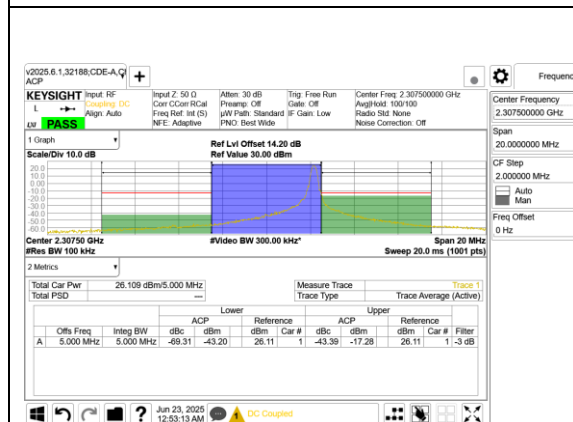 v2025.6.1,32188;CDE-A,
ACP
Frequency
KEYSIGHT
L
PASS
Input: RF
Coupling: DC
Align: Auto
Input Z: 50 Ω
Corr CCorr RCal
Freq Ref: Int (S)
NFE: Adaptive
Atten: 30 dB
Preamp: Off
µW Path: Standard
PNO: Best Wide
Trig: Free Run
Gate: Off
IF Gain: Low
Center Freq: 2.307500000 GHz
Avg|Hold: 100/100
Radio Std: None
Noise Correction: Off
Center Frequency
2.307500000 GHz
Span
20.0000000 MHz
CF Step
2.000000 MHz
Auto
Man
Freq Offset
0 Hz
1 Graph
Scale/Div 10.0 dB
Ref Lvl Offset 14.20 dB
Ref Value 30.00 dBm
20.0
10.0
0.00
-10.0
-20.0
-30.0
-40.0
-50.0
-60.0
Center 2.30750 GHz
#Res BW 100 kHz
#Video BW 300.00 kHz*
Span 20 MHz
Sweep 20.0 ms (1001 pts)
2 Metrics
Total Car Pwr 26.109 dBm/5.000 MHz
Total PSD ---
Measure Trace Trace 1
Trace Type Trace Average (Active)
Lower Upper
ACP Reference ACP Reference
Offs Freq Integ BW dBc dBm dBm Car # dBc dBm dBm Car # Filter
A 5.000 MHz 5.000 MHz -69.31 -43.20 26.11 1 -43.39 -17.28 26.11 1 -3 dB
Jun 23, 2025
12:53:13 AM
DC Coupled